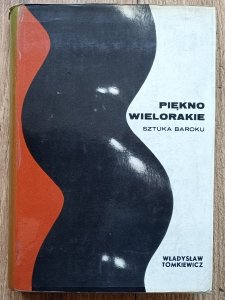 PIĘKNO
WIELORAKIE
SZTUKA BAROKU
WŁADYSŁAW
TOMKIEWICZ